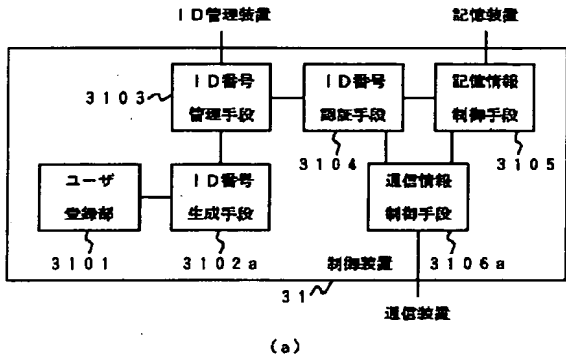 ID管理装置
記憶装置
3103
ID番号
管理手段
ID番号
認証手段
記憶情報
制御手段
3104
3105
ユーザ
登録部
ID番号
生成手段
通信情報
制御手段
3101
3102a
制御装置
3106a
31
通信装置
(a)